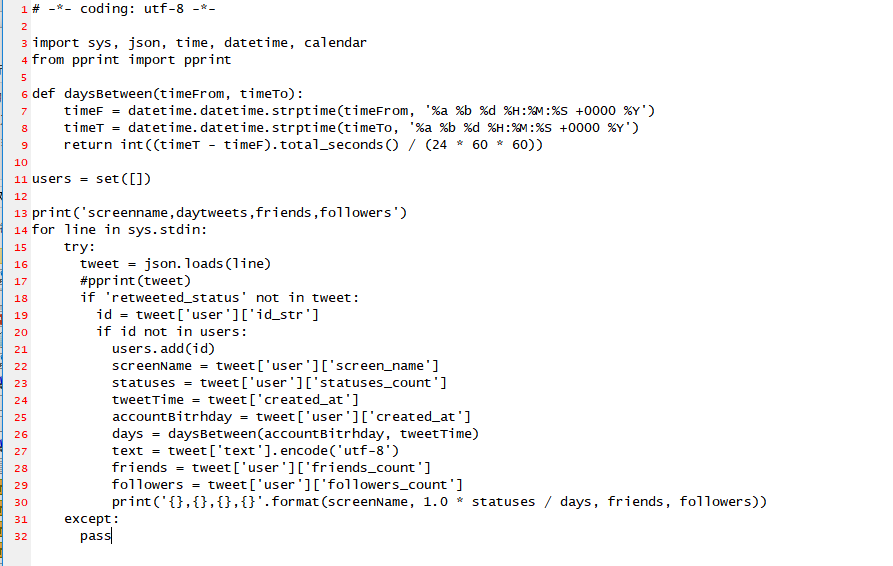 1 # -*- coding: utf-8 -*-
2
3 import sys, json, time, datetime, calendar
4 from pprint import pprint
5
6 def daysBetween(timeFrom, timeTo):
7     timeF = datetime.datetime.strptime(timeFrom, '%a %b %d %H:%M:%S +0000 %Y')
8     timeT = datetime.datetime.strptime(timeTo, '%a %b %d %H:%M:%S +0000 %Y')
9     return int((timeT - timeF).total_seconds() / (24 * 60 * 60))
10
11 users = set([])
12
13 print('screenname,daytweets,friends,followers')
14 for line in sys.stdin:
15     try:
16       tweet = json.loads(line)
17       #pprint(tweet)
18       if 'retweeted_status' not in tweet:
19         id = tweet['user']['id_str']
20         if id not in users:
21           users.add(id)
22           screenName = tweet['user']['screen_name']
23           statuses = tweet['user']['statuses_count']
24           tweetTime = tweet['created_at']
25           accountBitrhday = tweet['user']['created_at']
26           days = daysBetween(accountBitrhday, tweetTime)
27           text = tweet['text'].encode('utf-8')
28           friends = tweet['user']['friends_count']
29           followers = tweet['user']['followers_count']
30           print('{},{},{},{}'.format(screenName, 1.0 * statuses / days, friends, followers))
31     except:
32       pass